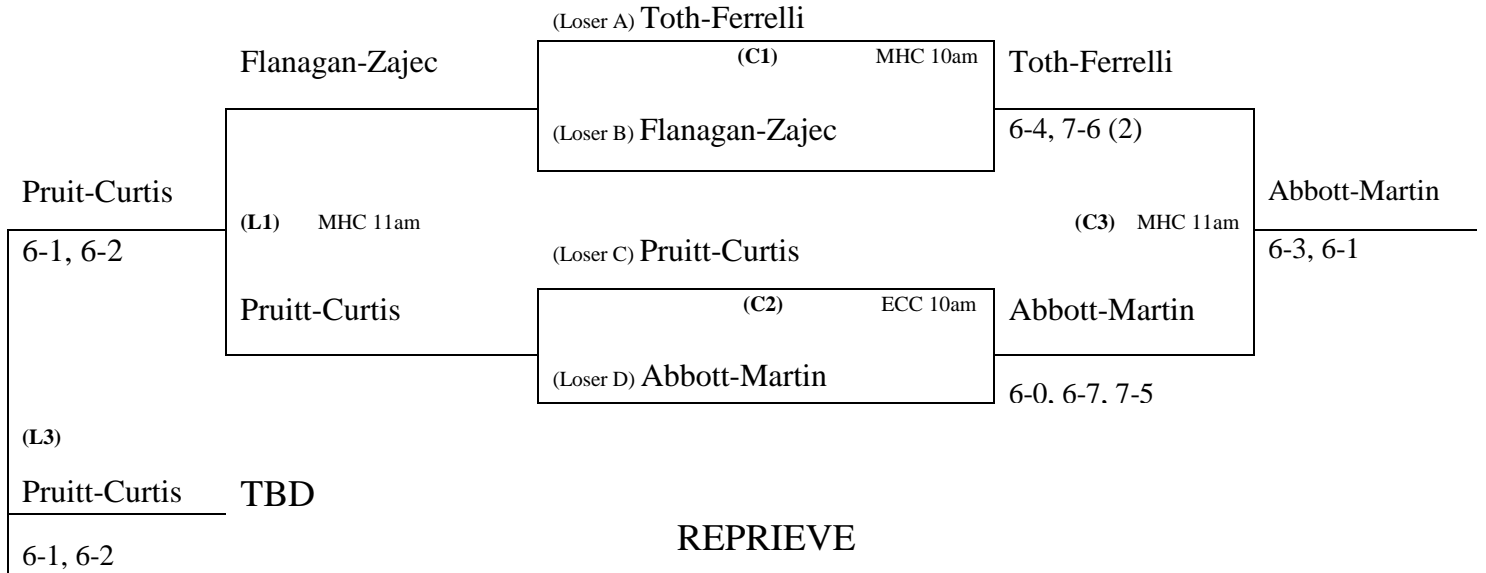 (Loser A) Toth-Ferrelli
Flanagan-Zajec (C1) MHC 10am Toth-Ferrelli
(Loser B) Flanagan-Zajec 6-4, 7-6 (2)
Pruit-Curtis Abbott-Martin
(L1) MHC 11am (C3) MHC 11am
6-1, 6-2 (Loser C) Pruitt-Curtis 6-3, 6-1
Pruitt-Curtis (C2) ECC 10am Abbott-Martin
(Loser D) Abbott-Martin 6-0, 6-7, 7-5
(L3)
Pruitt-Curtis TBD
REPRIEVE
6-1, 6-2